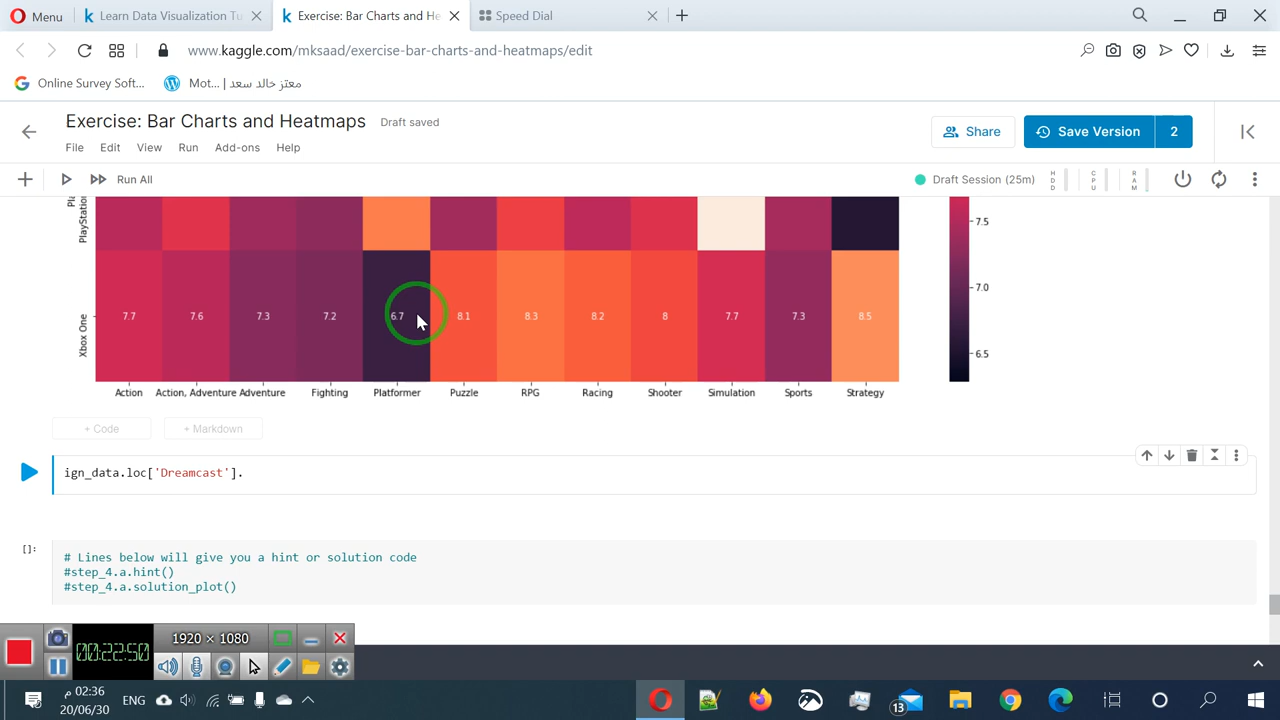 Menu
Learn Data Visualization Tu
Exercise: Bar Charts and He
Speed Dial
www.kaggle.com/mksaad/exercise-bar-charts-and-heatmaps/edit
Online Survey Soft...
Mot... | معتز خالد سعد
Exercise: Bar Charts and Heatmaps
Draft saved
File Edit View Run Add-ons Help
Share
Save Version
2
Run All
Draft Session (25m)
HDD
CPU
RAM
PlayStation
Pla
7.5
7.0
6.5
Xbox One
7.7 7.6 7.3 7.2 6.7 8.1 8.3 8.2 8 7.7 7.3 8.5
Action Action, Adventure Adventure Fighting Platformer Puzzle RPG Racing Shooter Simulation Sports Strategy
+ Code
+ Markdown
ign_data.loc['Dreamcast'].
[]:
# Lines below will give you a hint or solution code
#step_4.a.hint()
#step_4.a.solution_plot()
1920 × 1080
00:22:50
ENG
02:36 م
20/06/30
13